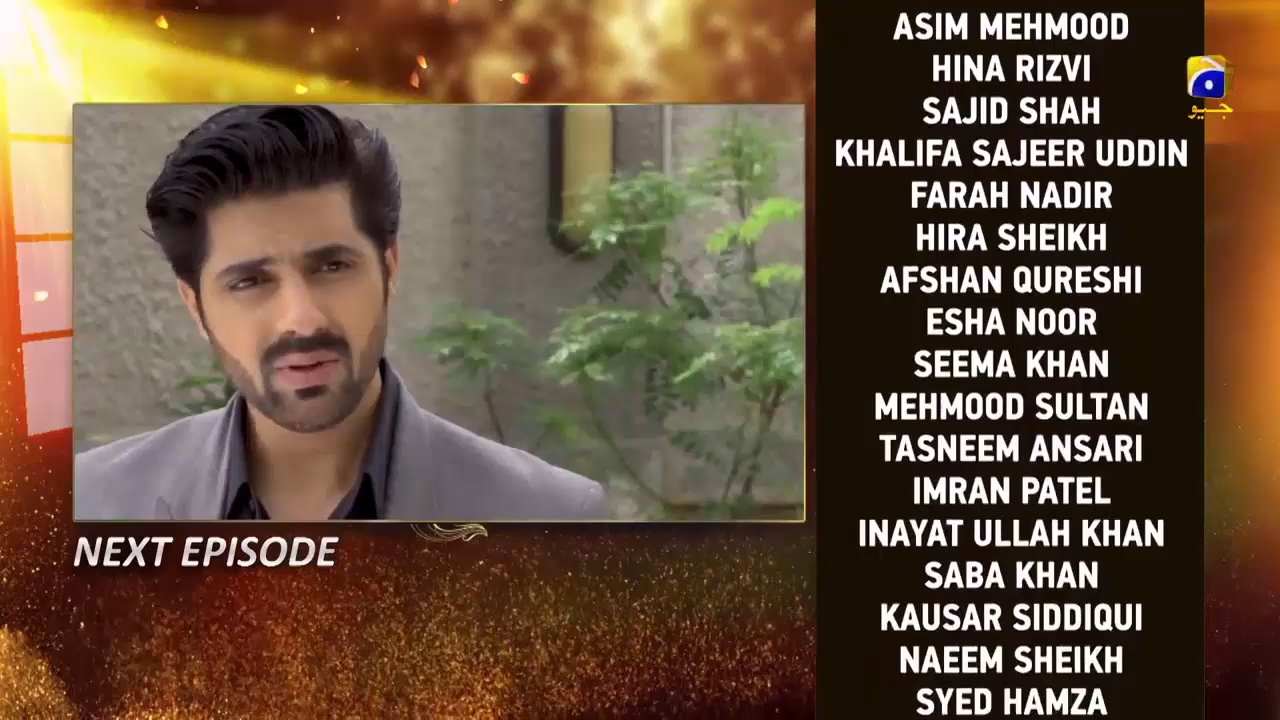 ASIM MEHMOOD
HINA RIZVI
SAJID SHAH
KHALIFA SAJEER UDDIN
FARAH NADIR
HIRA SHEIKH
AFSHAN QURESHI
ESHA NOOR
SEEMA KHAN
MEHMOOD SULTAN
TASNEEM ANSARI
IMRAN PATEL
INAYAT ULLAH KHAN
SABA KHAN
KAUSAR SIDDIQUI
NAEEM SHEIKH
SYED HAMZA
جیو
NEXT EPISODE